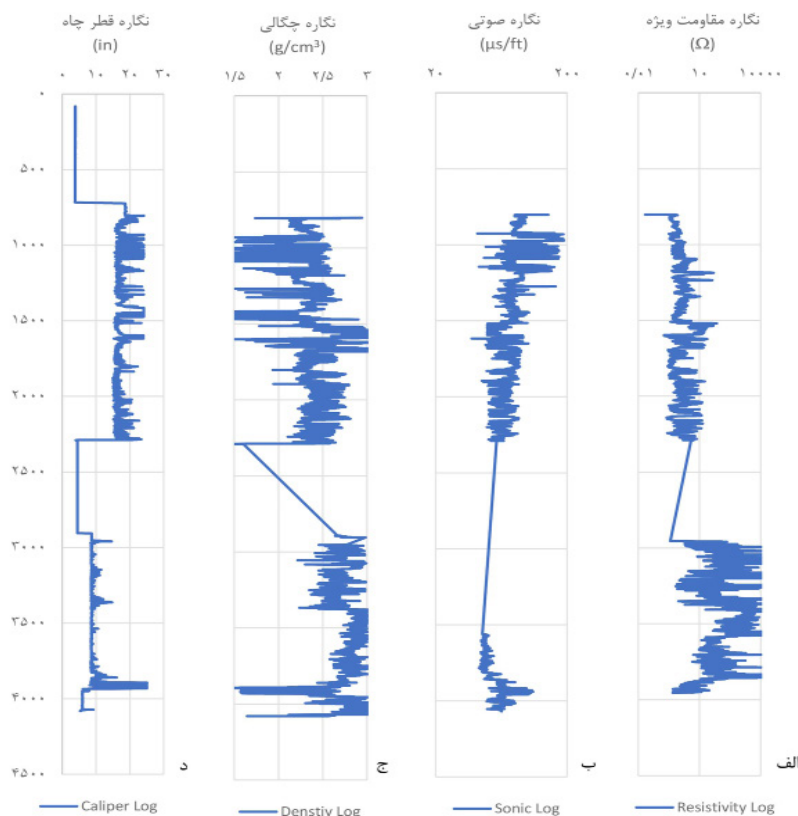 نگاره قطر چاه
(in)
۰ ۱۰ ۲۰ ۳۰
نگاره چگالی
(g/cm³)
۱/۵ ۲ ۲/۵ ۳
نگاره صوتی
(µs/ft)
۲۰ ۲۰۰
نگاره مقاومت ویژه
(Ω)
۰/۰۱ ۱۰ ۱۰۰۰۰
۰
۵۰۰
۱۰۰۰
۱۵۰۰
۲۰۰۰
۲۵۰۰
۳۰۰۰
۳۵۰۰
۴۰۰۰
۴۵۰۰
د
ج
ب
الف
Caliper Log
Denstiv Log
Sonic Log
Resistivity Log